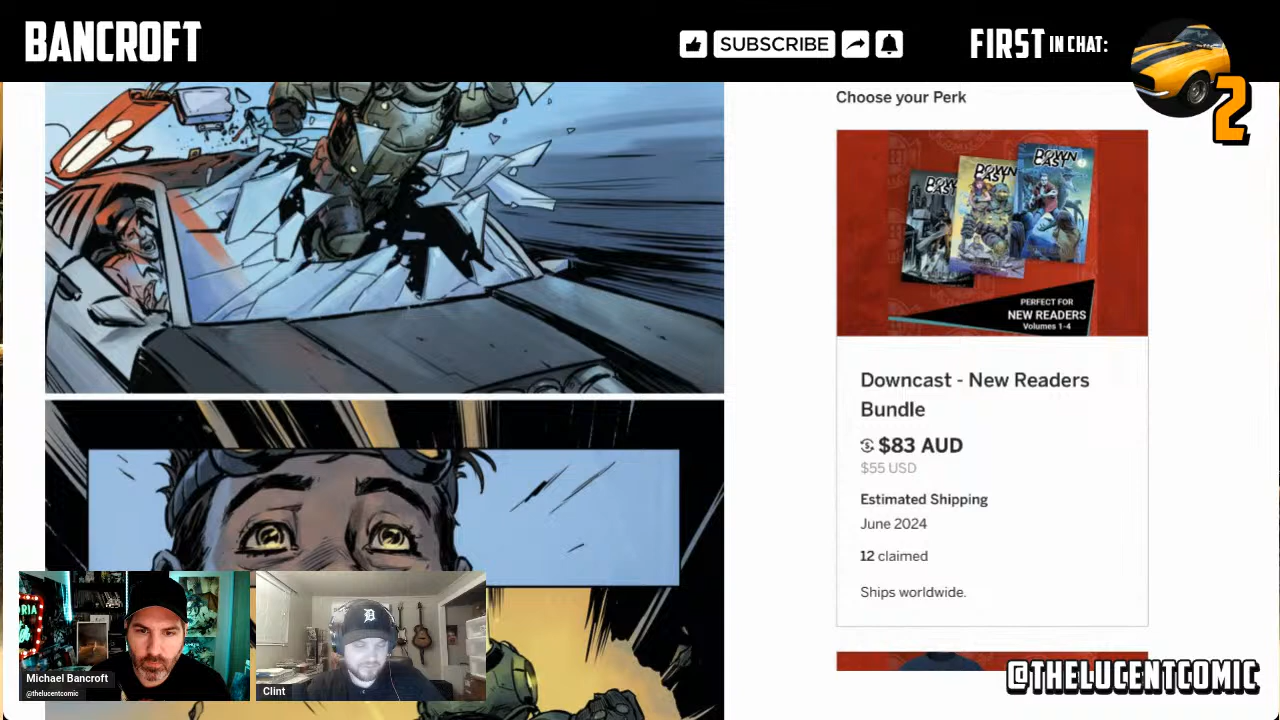 BANCROFT
SUBSCRIBE
FIRST IN CHAT:
2
Choose your Perk
DOWN
CAST
DOWN
CAST
DOWN
CAST
PERFECT FOR
NEW READERS
Volumes 1-4
Downcast - New Readers
Bundle
$83 AUD
$55 USD
Estimated Shipping
June 2024
12 claimed
Ships worldwide.
RIA
D
Michael Bancroft
@thelucentcomic
Clint
@THELUCENTCOMIC